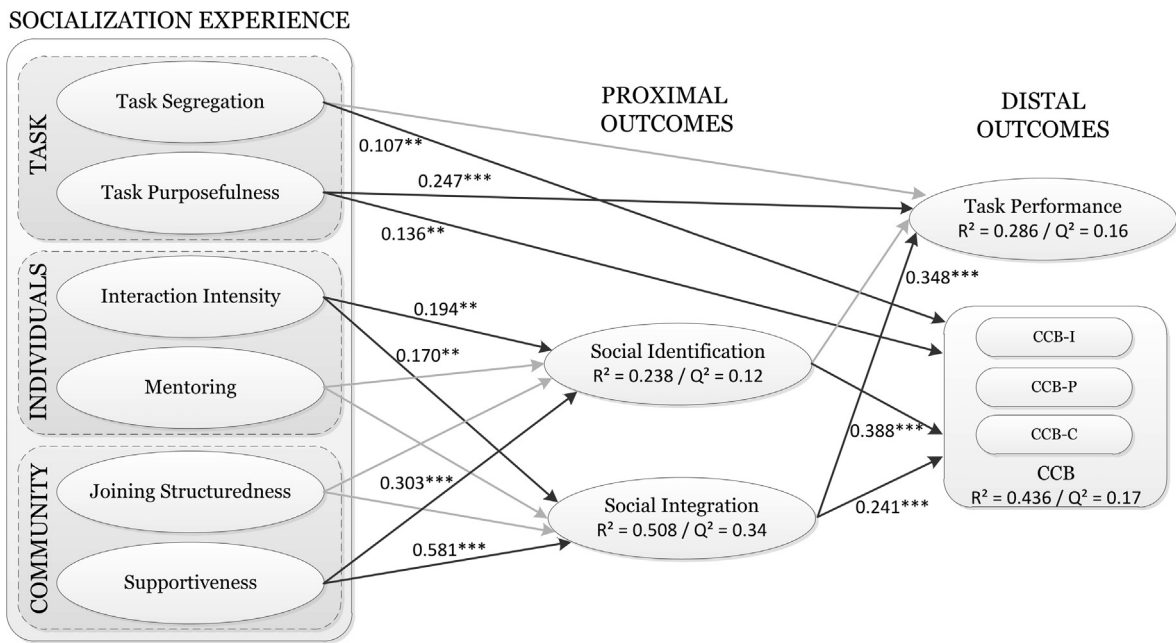 SOCIALIZATION EXPERIENCE
TASK
Task Segregation
Task Purposefulness
INDIVIDUALS
Interaction Intensity
Mentoring
COMMUNITY
Joining Structuredness
Supportiveness
0.107**
0.247***
0.136**
0.194**
0.170**
0.303***
0.581***
PROXIMAL
OUTCOMES
Social Identification
R² = 0.238 / Q² = 0.12
Social Integration
R² = 0.508 / Q² = 0.34
0.348***
0.388***
0.241***
DISTAL
OUTCOMES
Task Performance
R² = 0.286 / Q² = 0.16
CCB-I
CCB-P
CCB-C
CCB
R² = 0.436 / Q² = 0.17